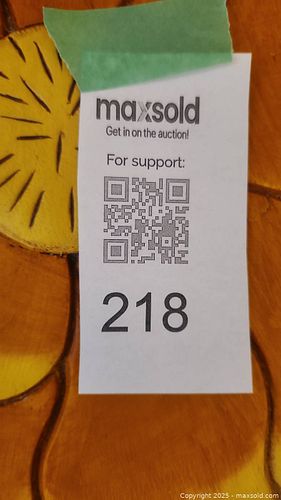 maxsold
Get in on the auction!
For support:
218
Copyright 2025 - maxsold.com